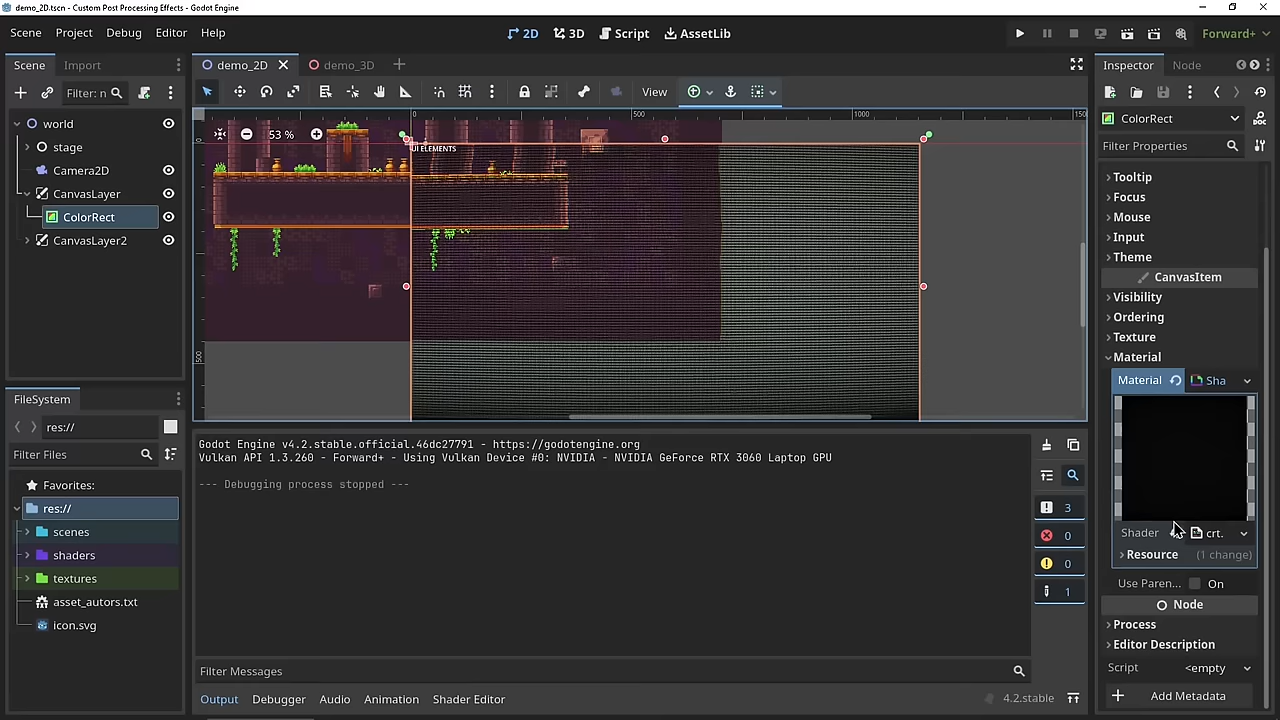 demo_2D.tscn - Custom Post Processing Effects - Godot Engine
Scene Project Debug Editor Help
2D 3D Script AssetLib
Forward+
Scene Import
Filter: n
world
stage
Camera2D
CanvasLayer
ColorRect
CanvasLayer2
FileSystem
res://
Filter Files
Favorites:
res://
scenes
shaders
textures
asset_autors.txt
icon.svg
demo_2D demo_3D
View
0 500 1000 1500
0
500
53 %
UI ELEMENTS
Godot Engine v4.2.stable.official.46dc27791 - https://godotengine.org
Vulkan API 1.3.260 - Forward+ - Using Vulkan Device #0: NVIDIA - NVIDIA GeForce RTX 3060 Laptop GPU
--- Debugging process stopped ---
3
0
0
1
Filter Messages
Output Debugger Audio Animation Shader Editor
4.2.stable
Inspector Node
ColorRect
Filter Properties
Tooltip
Focus
Mouse
Input
Theme
CanvasItem
Visibility
Ordering
Texture
Material
Material Sha
Shader crt.
Resource (1 change)
Use Paren... On
Node
Process
Editor Description
Script <empty
Add Metadata